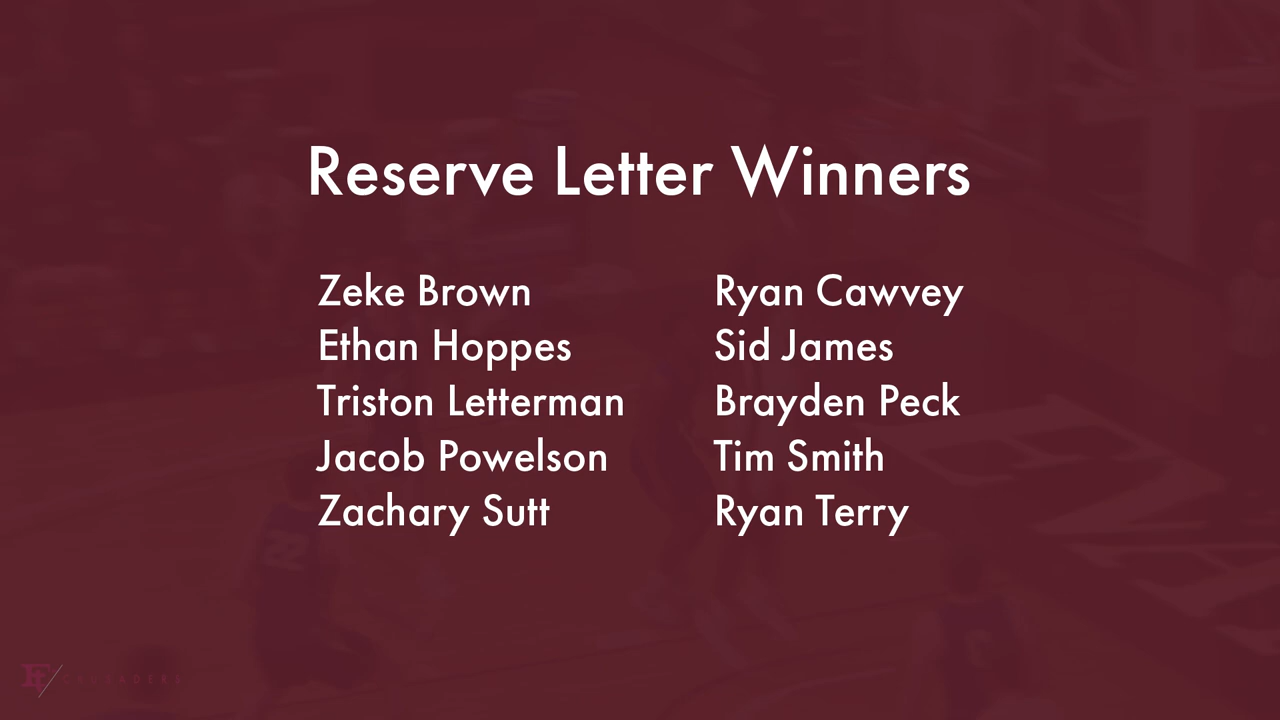 Reserve Letter Winners
Zeke Brown
Ethan Hoppes
Triston Letterman
Jacob Powelson
Zachary Sutt
Ryan Cawvey
Sid James
Brayden Peck
Tim Smith
Ryan Terry
CRUSADERS